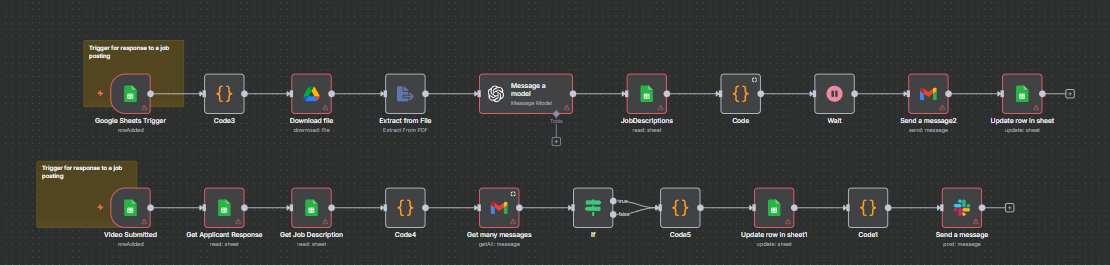 Trigger for response to a job
posting
Message a
model
Message Model
Tools
Google Sheets Trigger
rowAdded
Code3
Download file
download: file
Extract from File
Extract From PDF
JobDescriptions
read: sheet
Code
Wait
Send a message2
send: message
Update row in sheet
update: sheet
Trigger for response to a job
posting
true
false
Video Submitted
rowAdded
Get Applicant Response
read: sheet
Get Job Description
read: sheet
Code4
Get many messages
getAll: message
If
Code5
Update row in sheet1
update: sheet
Code1
Send a message
post: message